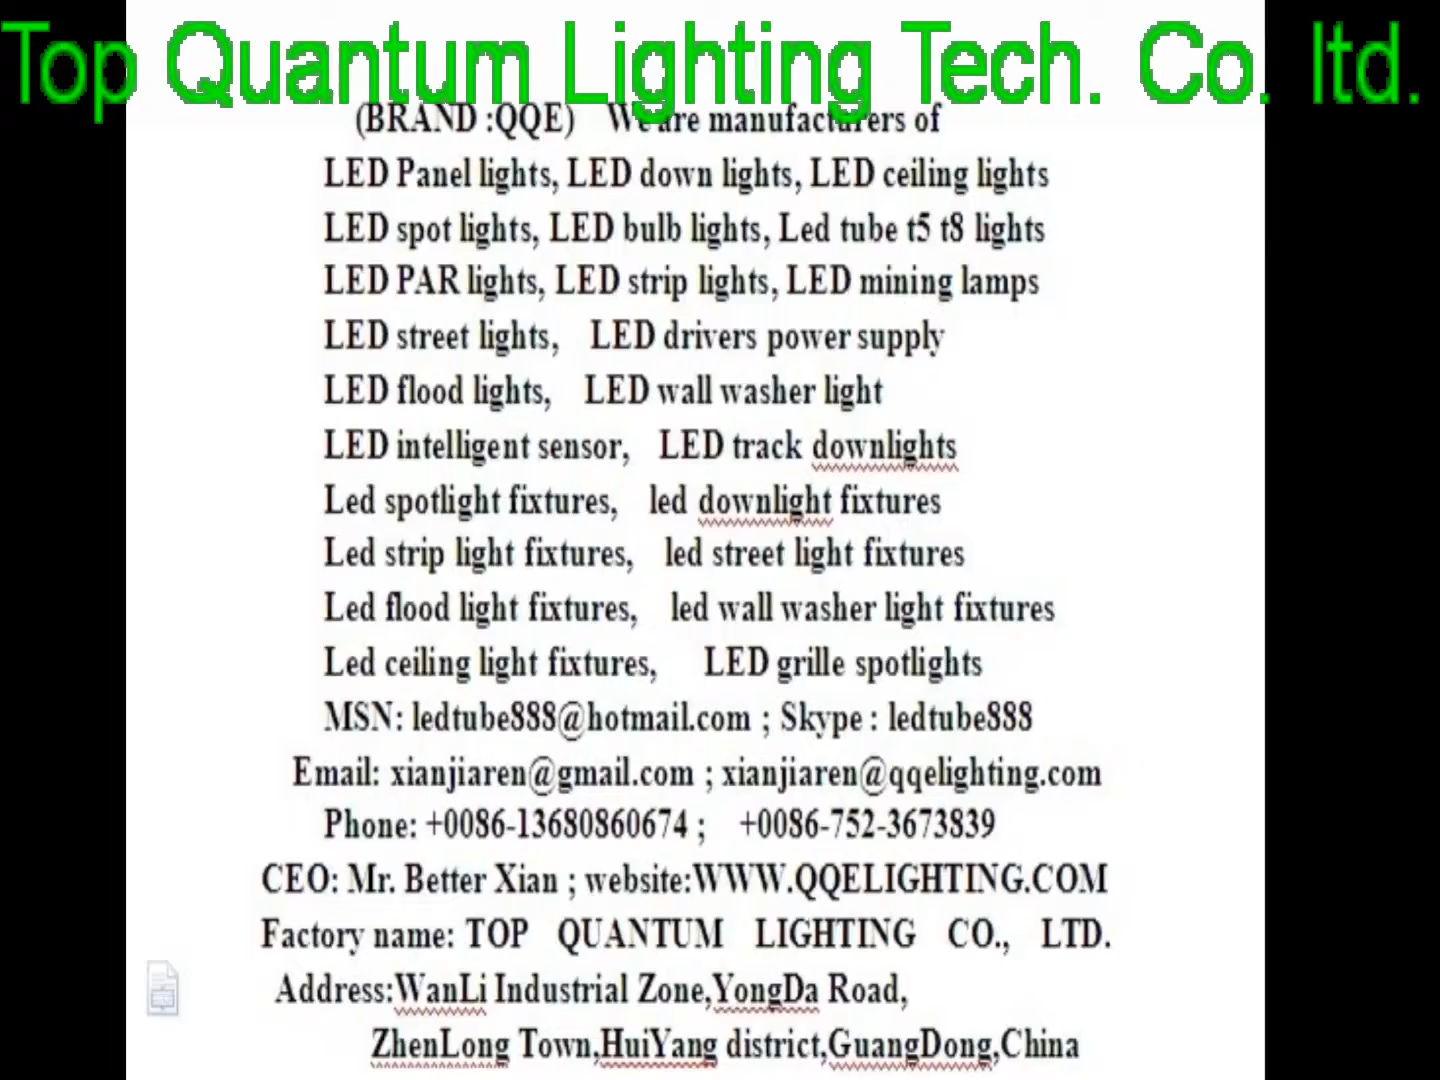 Top Quantum Lighting Tech. Co. ltd.
(BRAND :QQE) We are manufacturers of
LED Panel lights, LED down lights, LED ceiling lights
LED spot lights, LED bulb lights, Led tube t5 t8 lights
LED PAR lights, LED strip lights, LED mining lamps
LED street lights, LED drivers power supply
LED flood lights, LED wall washer light
LED intelligent sensor, LED track downlights
Led spotlight fixtures, led downlight fixtures
Led strip light fixtures, led street light fixtures
Led flood light fixtures, led wall washer light fixtures
Led ceiling light fixtures, LED grille spotlights
MSN: ledtube888@hotmail.com ; Skype : ledtube888
Email: xianjiaren@gmail.com ; xianjiaren@qqelighting.com
Phone: +0086-13680860674 ; +0086-752-3673839
CEO: Mr. Better Xian ; website:WWW.QQELIGHTING.COM
Factory name: TOP QUANTUM LIGHTING CO., LTD.
Address:WanLi Industrial Zone,YongDa Road,
ZhenLong Town,HuiYang district,GuangDong,China